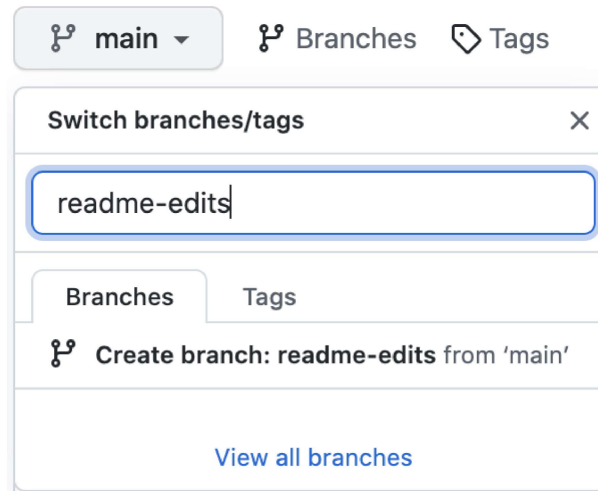 main Branches Tags
Switch branches/tags
readme-edits
Branches Tags
Create branch: readme-edits from ‘main’
View all branches